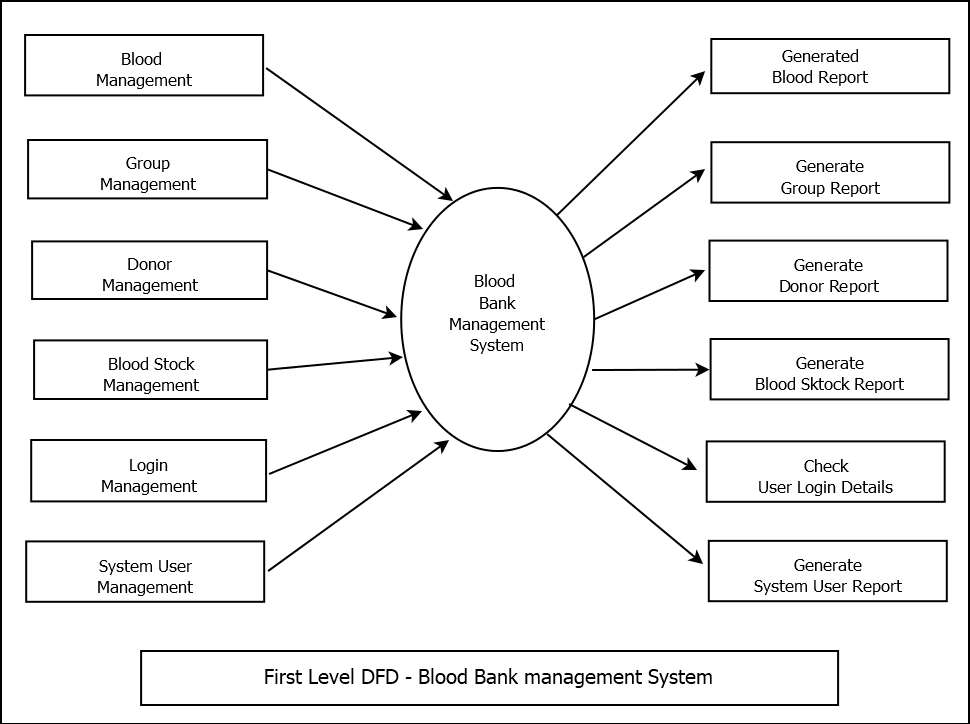 Blood
Management
Group
Management
Donor
Management
Blood Stock
Management
Login
Management
System User
Management
Blood
Bank
Management
System
Generated
Blood Report
Generate
Group Report
Generate
Donor Report
Generate
Blood Sktock Report
Check
User Login Details
Generate
System User Report
First Level DFD - Blood Bank management System